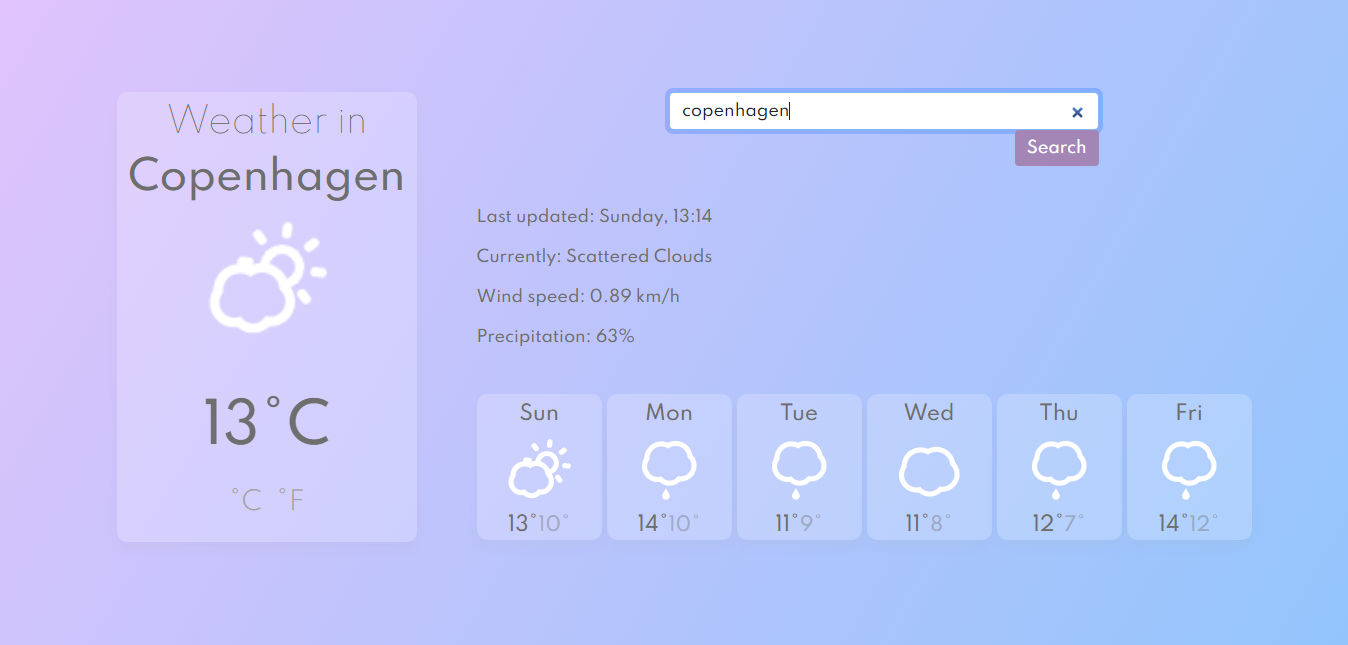 Weather in
Copenhagen
13°C
°C °F
copenhagen
Search
Last updated: Sunday, 13:14
Currently: Scattered Clouds
Wind speed: 0.89 km/h
Precipitation: 63%
Sun Mon Tue Wed Thu Fri
13°10° 14°10° 11°9° 11°8° 12°7° 14°12°